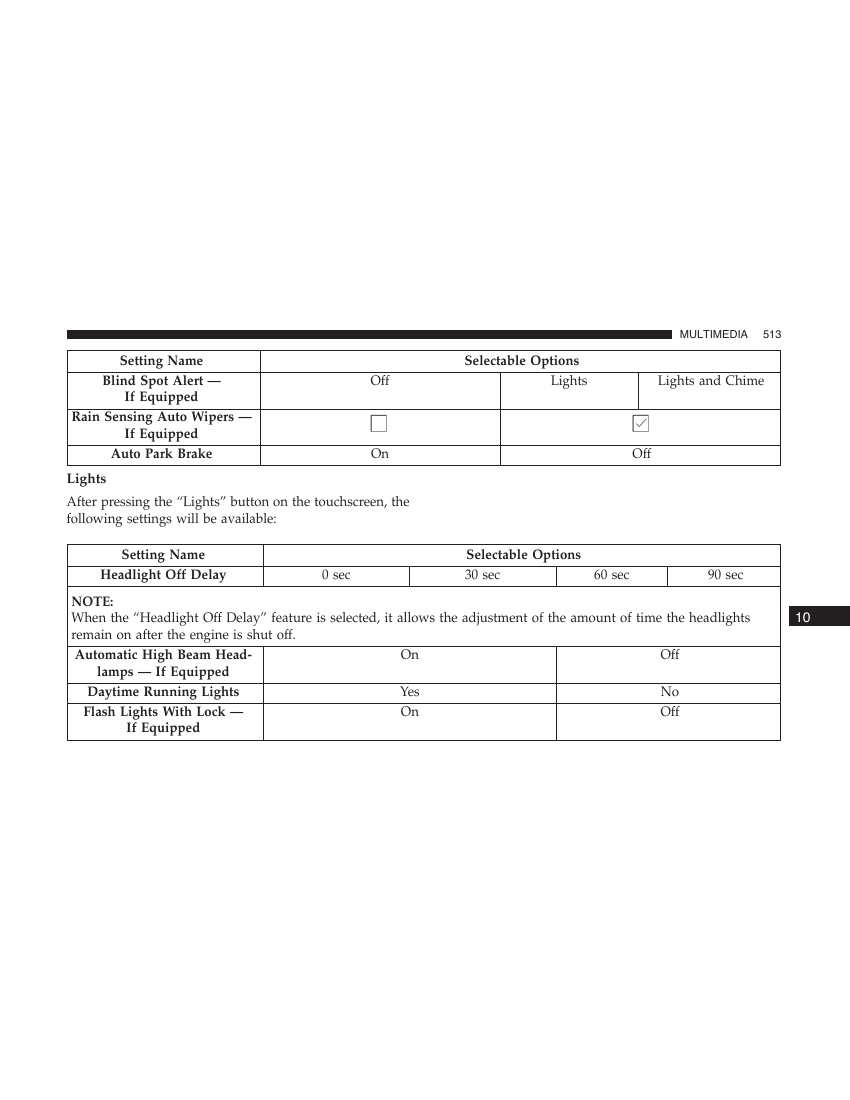 MULTIMEDIA 513
Setting Name Selectable Options
Blind Spot Alert —
If Equipped
Off Lights Lights and Chime
Rain Sensing Auto Wipers —
If Equipped
Auto Park Brake On Off
Lights
After pressing the “Lights” button on the touchscreen, the
following settings will be available:
Setting Name Selectable Options
Headlight Off Delay 0 sec 30 sec 60 sec 90 sec
NOTE:
When the “Headlight Off Delay” feature is selected, it allows the adjustment of the amount of time the headlights
remain on after the engine is shut off.
10
Automatic High Beam Head-
lamps — If Equipped
On Off
Daytime Running Lights Yes No
Flash Lights With Lock —
If Equipped
On Off